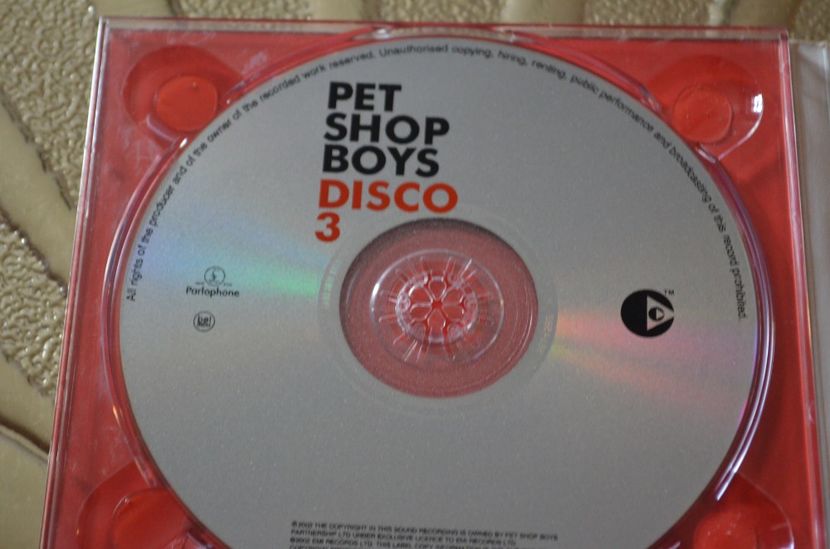 All rights of the producer and of the owner of the recorded work reserved. Unauthorised copying, hiring, renting, public performance and broadcasting of this record prohibited.
PET
SHOP
BOYS
DISCO
3
Parlophone
TM
℗ 2002 THE COPYRIGHT IN THIS SOUND RECORDING IS OWNED BY PET SHOP BOYS
PARTNERSHIP LTD UNDER EXCLUSIVE LICENCE TO EMI RECORDS LTD.
©2002 EMI RECORDS LTD. THIS LABEL COPY INFORMATION IS